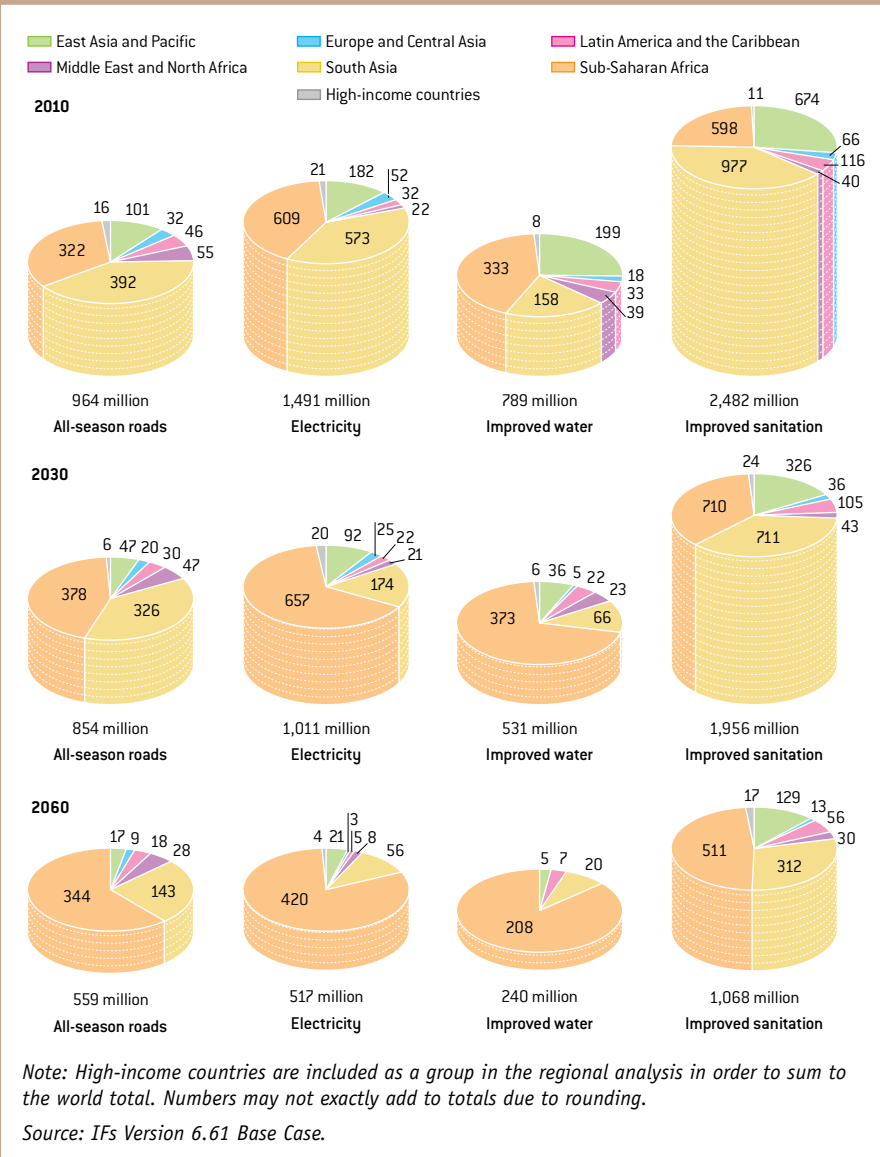 East Asia and Pacific Europe and Central Asia Latin America and the Caribbean
Middle East and North Africa South Asia Sub-Saharan Africa
High-income countries
2010
16 101 32 46 55 392 322
964 million
All-season roads
21 182 52 32 22 573 609
1,491 million
Electricity
8 199 18 33 39 158 333
789 million
Improved water
11 674 66 116 40 977 598
2,482 million
Improved sanitation
2030
6 47 20 30 47 326 378
854 million
All-season roads
20 92 25 22 21 174 657
1,011 million
Electricity
6 36 5 22 23 66 373
531 million
Improved water
24 326 36 105 43 711 710
1,956 million
Improved sanitation
2060
17 9 18 28 143 344
559 million
All-season roads
4 21 3 5 8 56 420
517 million
Electricity
5 7 20 208
240 million
Improved water
17 129 13 56 30 312 511
1,068 million
Improved sanitation
Note: High-income countries are included as a group in the regional analysis in order to sum to
the world total. Numbers may not exactly add to totals due to rounding.
Source: IFs Version 6.61 Base Case.